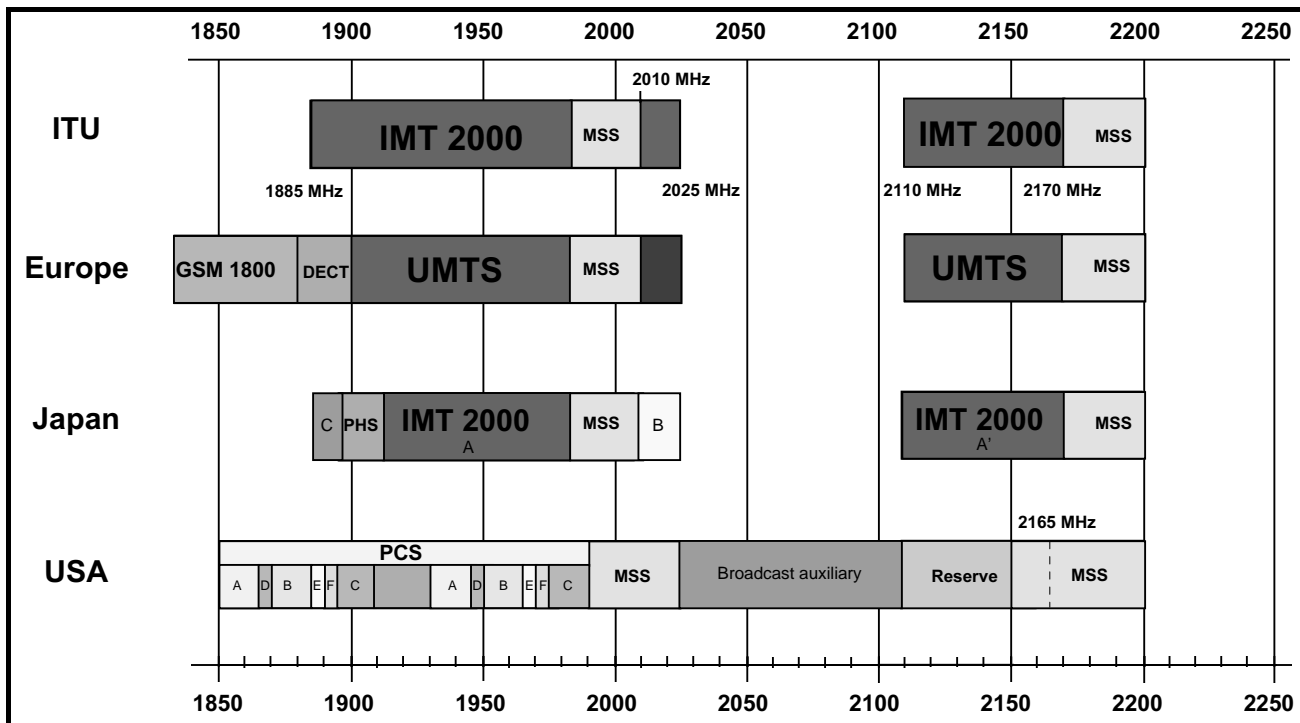 1850 1900 1950 2000 2050 2100 2150 2200 2250
2010 MHz
ITU IMT 2000 MSS IMT 2000 MSS
1885 MHz 2025 MHz 2110 MHz 2170 MHz
Europe GSM 1800 DECT UMTS MSS UMTS MSS
Japan C PHS IMT 2000 MSS B IMT 2000 MSS
A A'
2165 MHz
PCS
USA MSS Broadcast auxiliary Reserve MSS
A D B E F C A D B E F C
1850 1900 1950 2000 2050 2100 2150 2200 2250